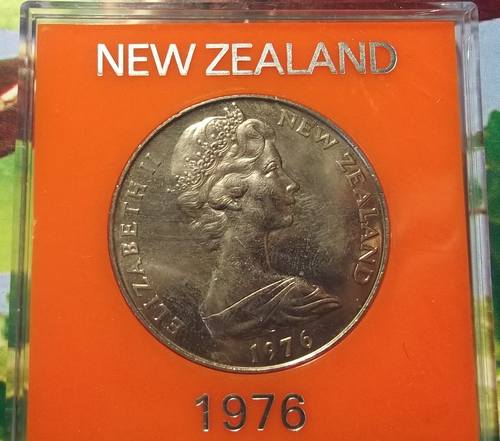 NEW ZEALAND
ELIZABETH II
NEW ZEALAND
1976
1976